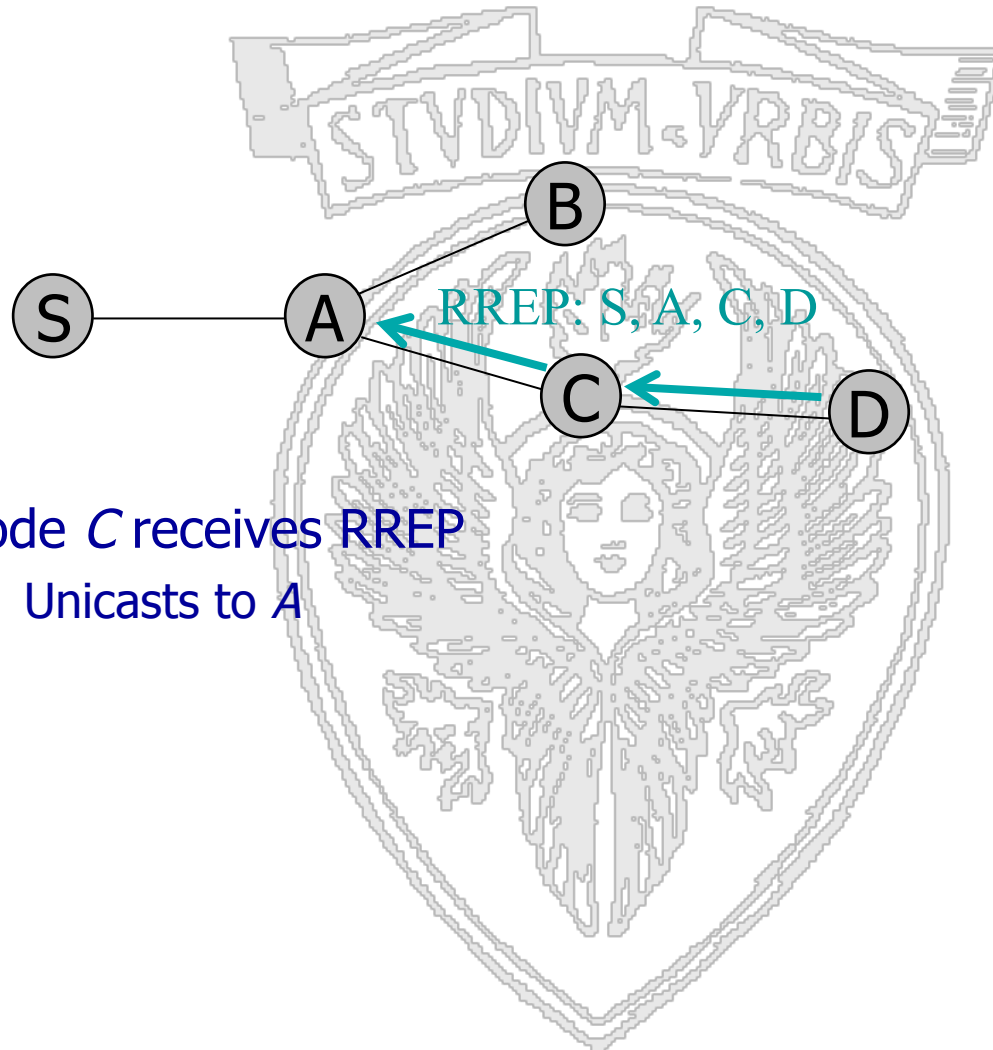 STVDIVM VRBIS
B
S
A
RREP: S, A, C, D
C
D
ode C receives RREP
Unicasts to A